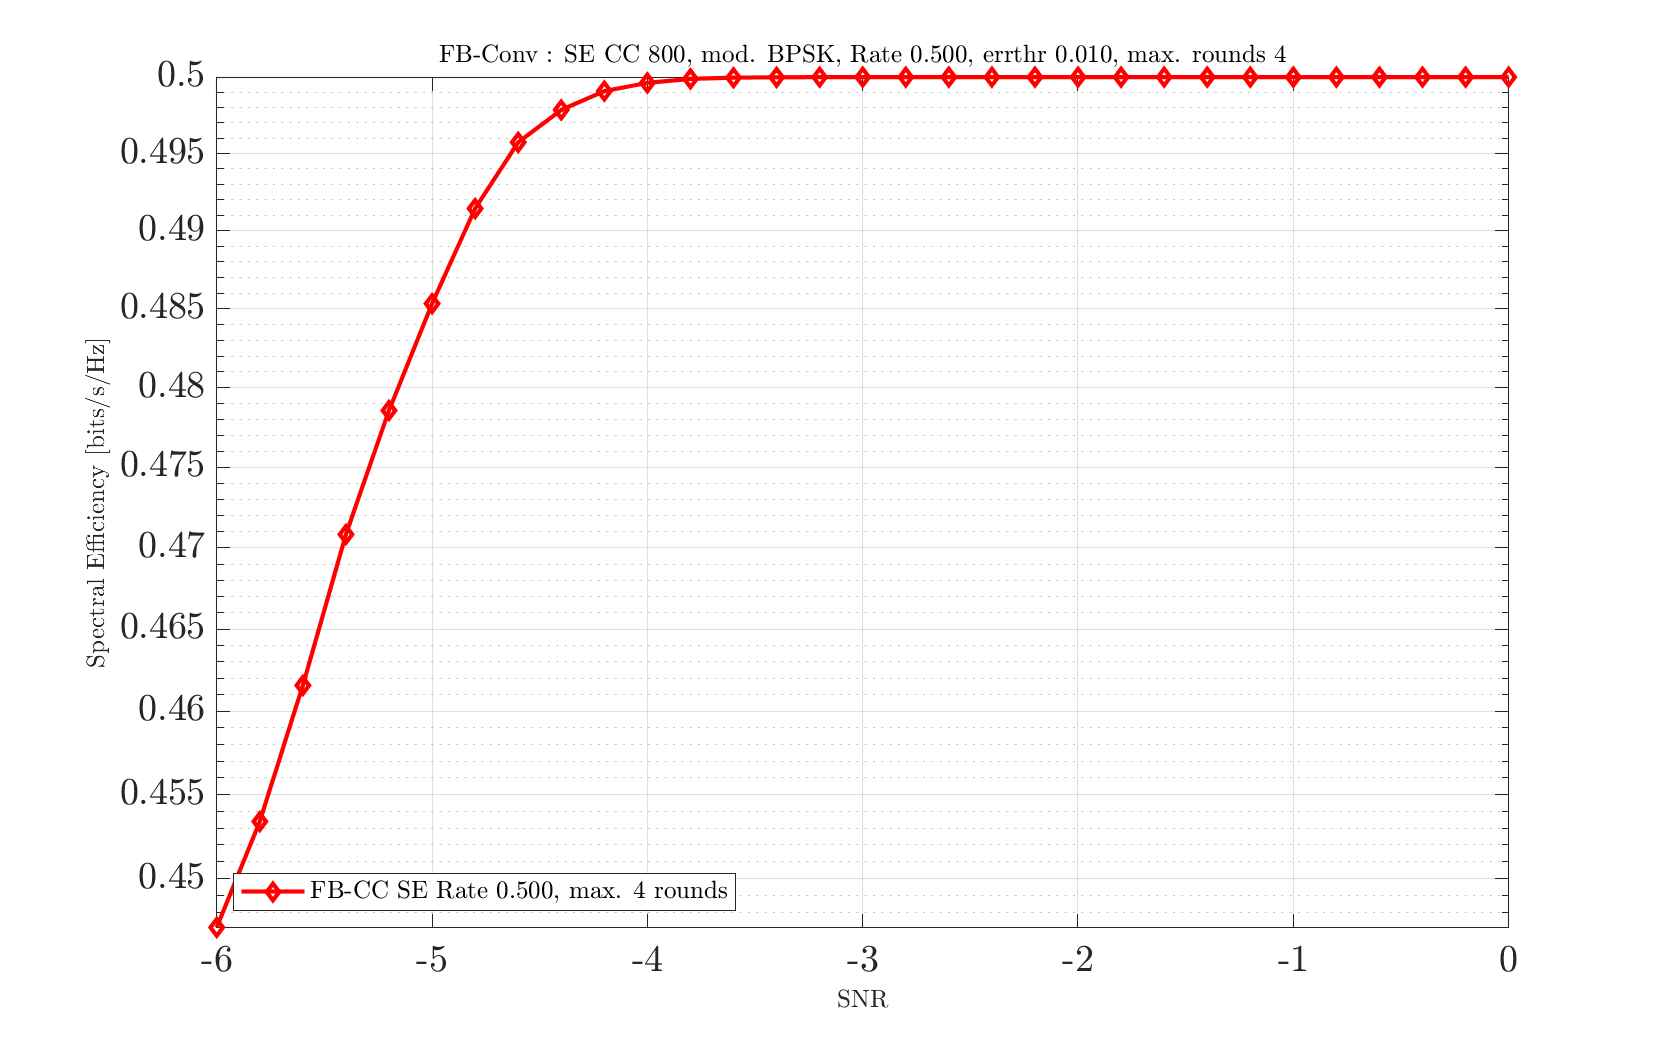 FB-Conv : SE CC 800, mod. BPSK, Rate 0.500, errthr 0.010, max. rounds 4
0.5
0.495
0.49
0.485
0.48
0.475
0.47
0.465
0.46
0.455
0.45
Spectral Efficiency [bits/s/Hz]
FB-CC SE Rate 0.500, max. 4 rounds
-6 -5 -4 -3 -2 -1 0
SNR